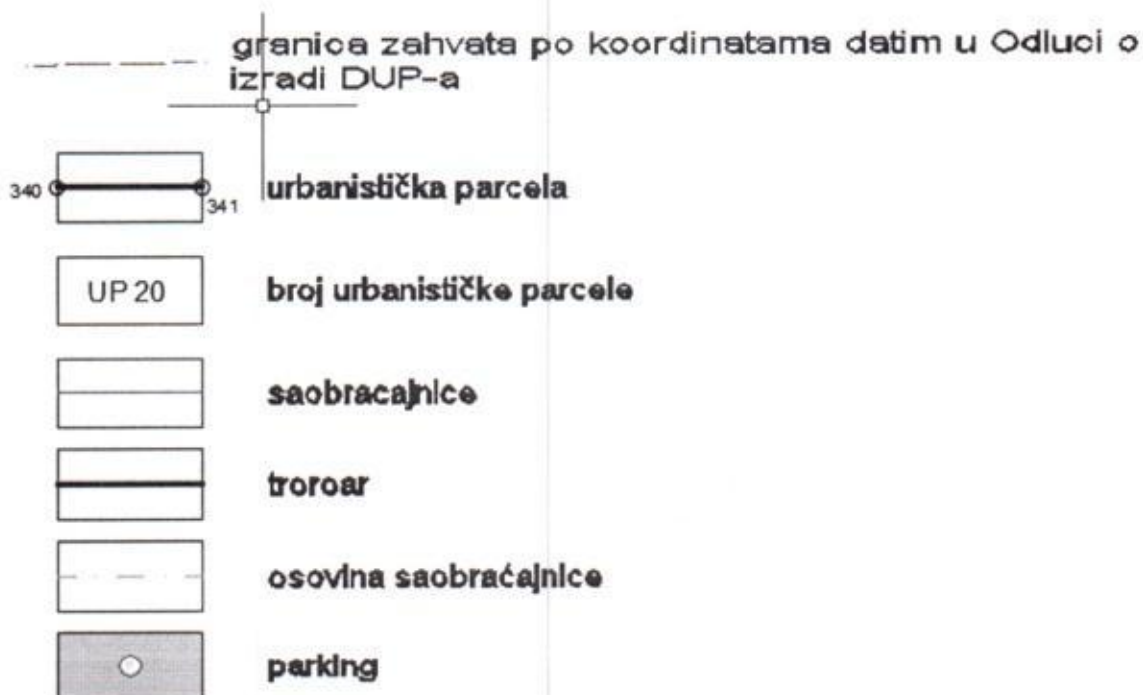 granica zahvata po koordinatama datim u Odluci o
izradi DUP-a
340 341 urbanistička parcela
UP 20 broj urbanističke parcele
saobracajnice
troroar
osovina saobraćajnice
parking